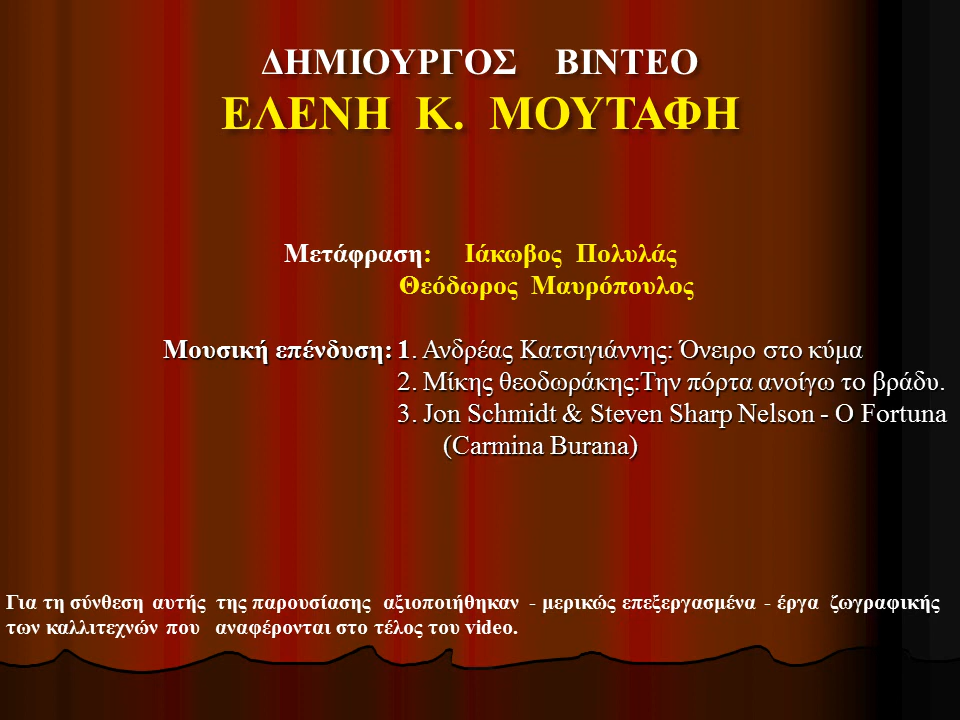 ΔΗΜΙΟΥΡΓΟΣ ΒΙΝΤΕΟ
ΕΛΕΝΗ Κ. ΜΟΥΤΑΦΗ
Μετάφραση: Ιάκωβος Πολυλάς
Θεόδωρος Μαυρόπουλος
Μουσική επένδυση: 1. Ανδρέας Κατσιγιάννης: Όνειρο στο κύμα
2. Μίκης θεοδωράκης:Την πόρτα ανοίγω το βράδυ.
3. Jon Schmidt & Steven Sharp Nelson - O Fortuna
(Carmina Burana)
Για τη σύνθεση αυτής της παρουσίασης αξιοποιήθηκαν - μερικώς επεξεργασμένα - έργα ζωγραφικής
των καλλιτεχνών που αναφέρονται στο τέλος του video.